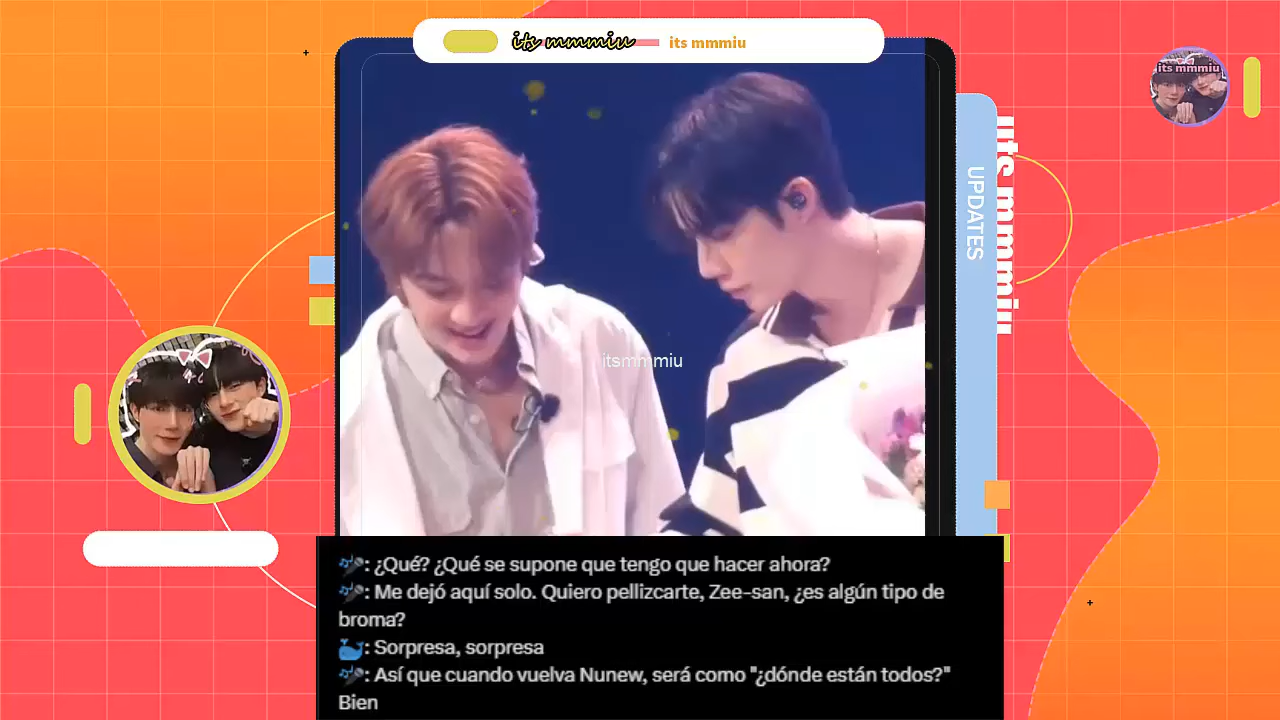 its mmmiu
its mmmiu
its mmmiu
its mmmiu
UPDATES
itsmmmiu
: ¿Qué? ¿Qué se supone que tengo que hacer ahora?
: Me dejó aquí solo. Quiero pellizcarte, Zee-san, ¿es algún tipo de
broma?
: Sorpresa, sorpresa
: Así que cuando vuelva Nunew, será como "¿dónde están todos?"
Bien